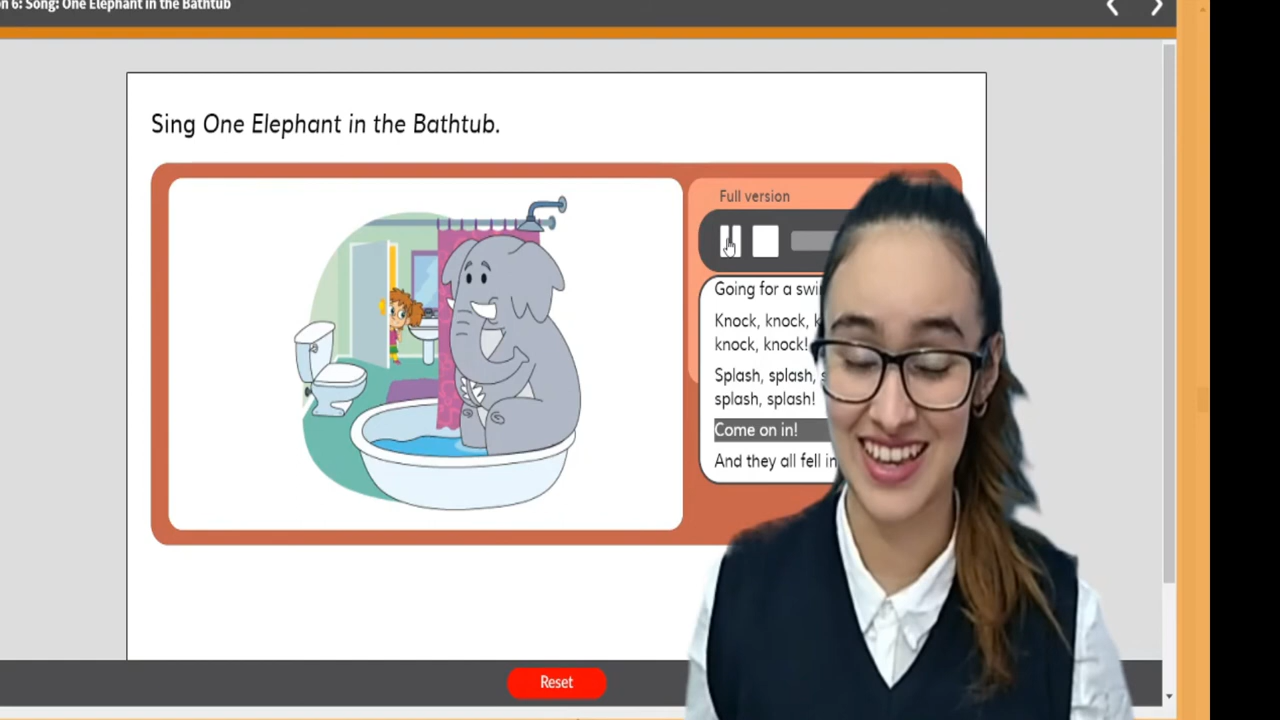 6: Song: One Elephant in the Bathtub
Sing One Elephant in the Bathtub.
Full version
Going for a
Knock, knock,
knock, knock!
Splash, splash,
splash, splash!
Come on in!
And they all fell in
Reset